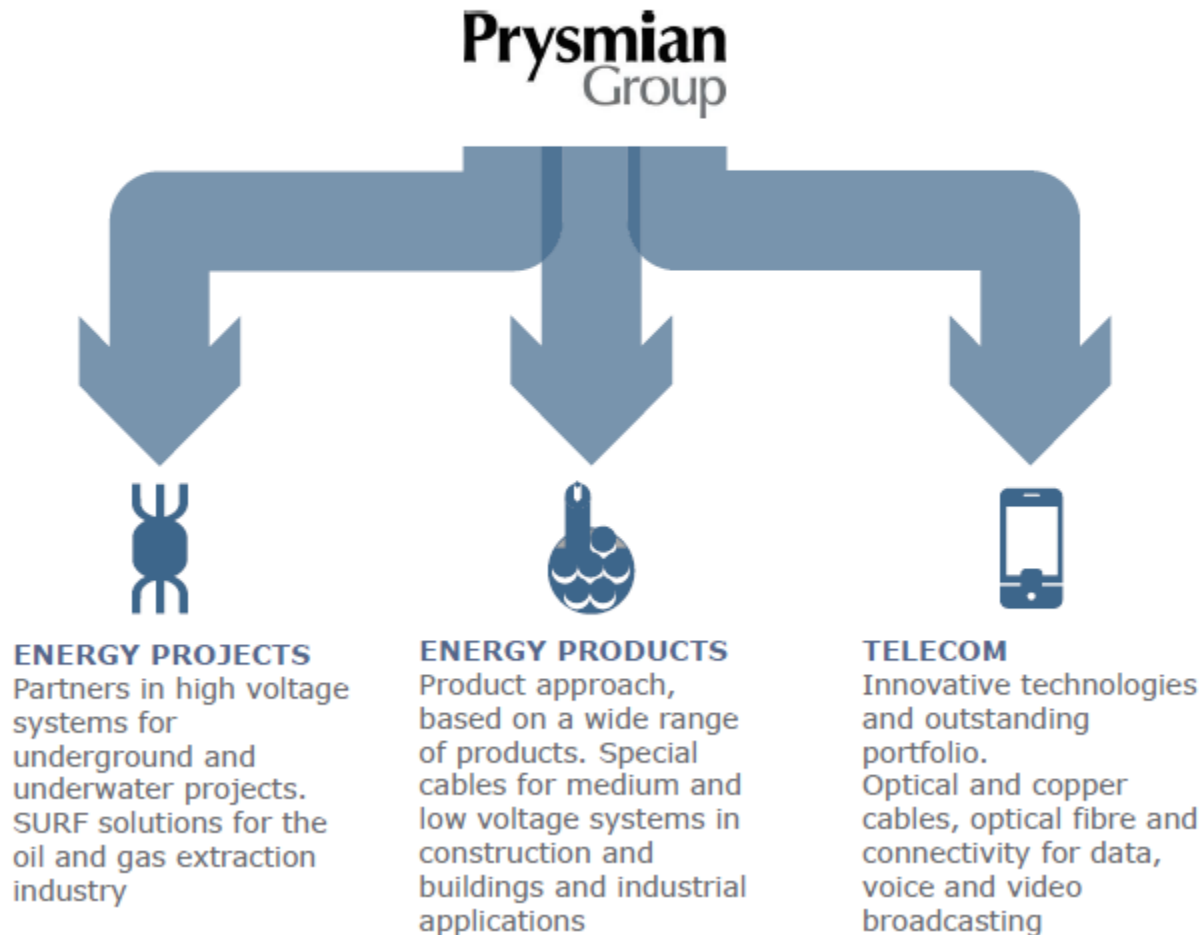 Prysmian
Group
ENERGY PROJECTS
Partners in high voltage
systems for
underground and
underwater projects.
SURF solutions for the
oil and gas extraction
industry
ENERGY PRODUCTS
Product approach,
based on a wide range
of products. Special
cables for medium and
low voltage systems in
construction and
buildings and industrial
applications
TELECOM
Innovative technologies
and outstanding
portfolio.
Optical and copper
cables, optical fibre and
connectivity for data,
voice and video
broadcasting